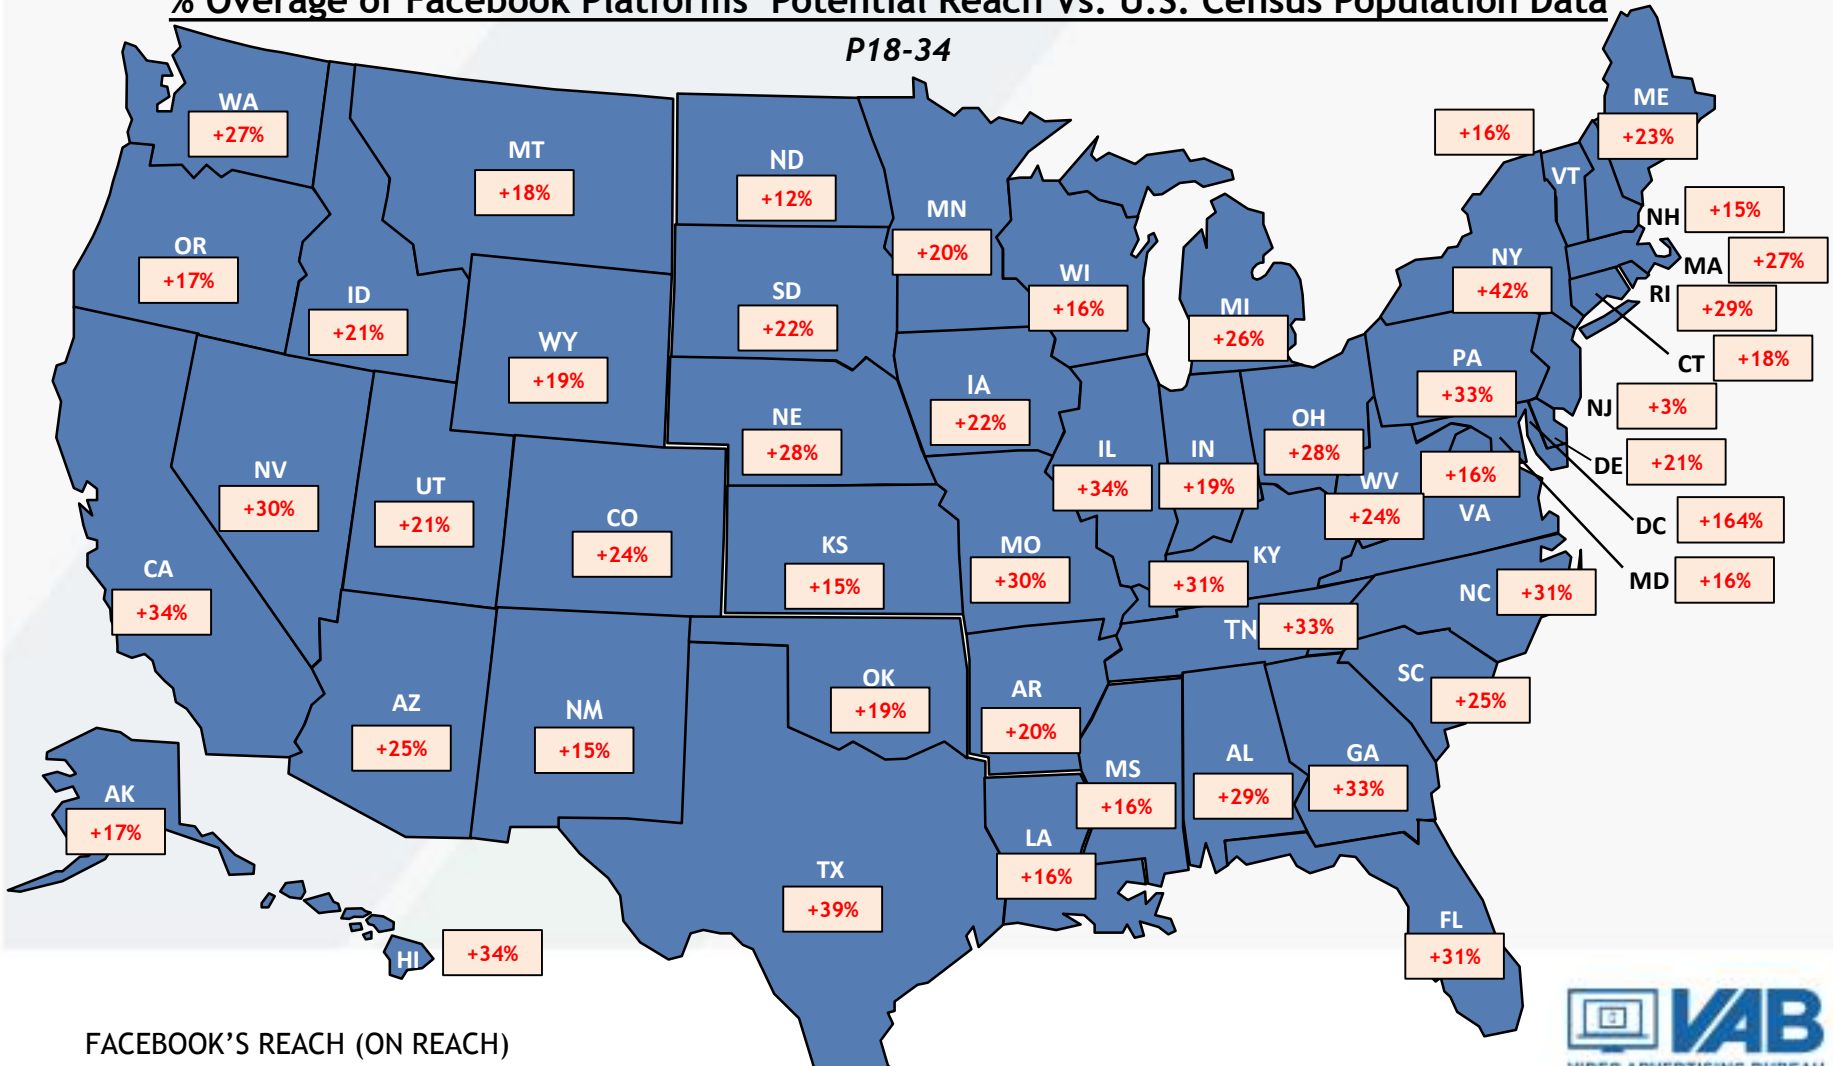 % Overage of Facebook Platforms' Potential Reach Vs. U.S. Census Population Data
P18-34
WA
+27%
MT
+18%
ND
+12%
MN
+20%
ME
+23%
+16%
VT
NH
+15%
OR
+17%
ID
+21%
SD
+22%
WI
+16%
MI
+26%
NY
+42%
MA
+27%
RI
+29%
WY
+19%
IA
+22%
PA
+33%
CT
+18%
NJ
+3%
NE
+28%
IL
+34%
IN
+19%
OH
+28%
WV
+24%
+16%
VA
DE
+21%
NV
+30%
UT
+21%
CO
+24%
KS
+15%
MO
+30%
KY
+31%
DC
+164%
MD
+16%
CA
+34%
NC
+31%
TN
+33%
AZ
+25%
NM
+15%
OK
+19%
AR
+20%
SC
+25%
MS
+16%
AL
+29%
GA
+33%
AK
+17%
TX
+39%
LA
+16%
FL
+31%
HI
+34%
FACEBOOK'S REACH (ON REACH)
VAB
VIDEO ADVERTISING BUREAU